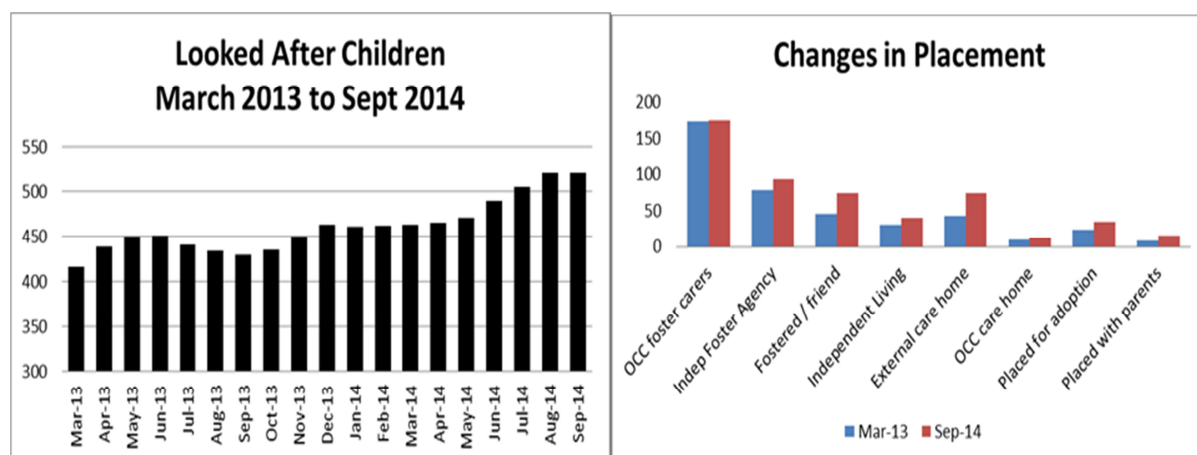 Looked After Children
March 2013 to Sept 2014
550
500
450
400
350
300
Mar-13
Apr-13
May-13
Jun-13
Jul-13
Aug-13
Sep-13
Oct-13
Nov-13
Dec-13
Jan-14
Feb-14
Mar-14
Apr-14
May-14
Jun-14
Jul-14
Aug-14
Sep-14
Changes in Placement
200
150
100
50
0
OCC foster carers
Indep Foster Agency
Fostered / friend
Independent Living
External care home
OCC care home
Placed for adoption
Placed with parents
Mar-13
Sep-14